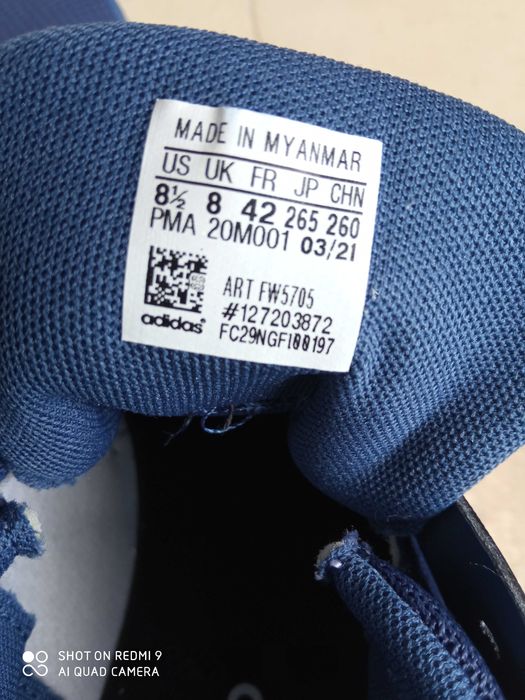 MADE IN MYANMAR
US UK FR JP CHN
8½ 8 42 265 260
PMA 20M001 03/21
ART FW5705
#127203872
adidas
FC29NGFI00197
SHOT ON REDMI 9
AI QUAD CAMERA